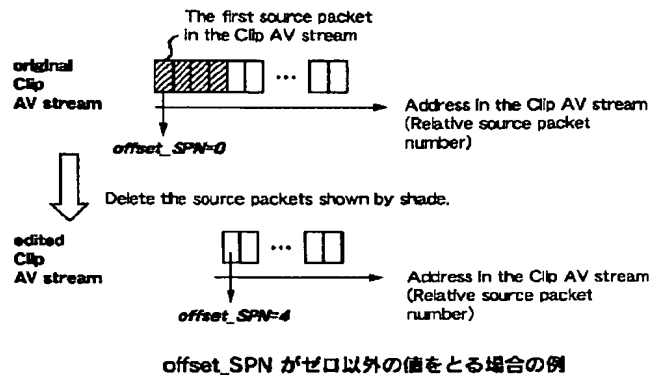 The first source packet
in the Clip AV stream
original
Clip
AV stream
...
Address in the Clip AV stream
(Relative source packet
number)
offset_SPN=0
Delete the source packets shown by shade.
edited
Clip
AV stream
...
Address in the Clip AV stream
(Relative source packet
number)
offset_SPN=4
offset_SPN がゼロ以外の値をとる場合の例